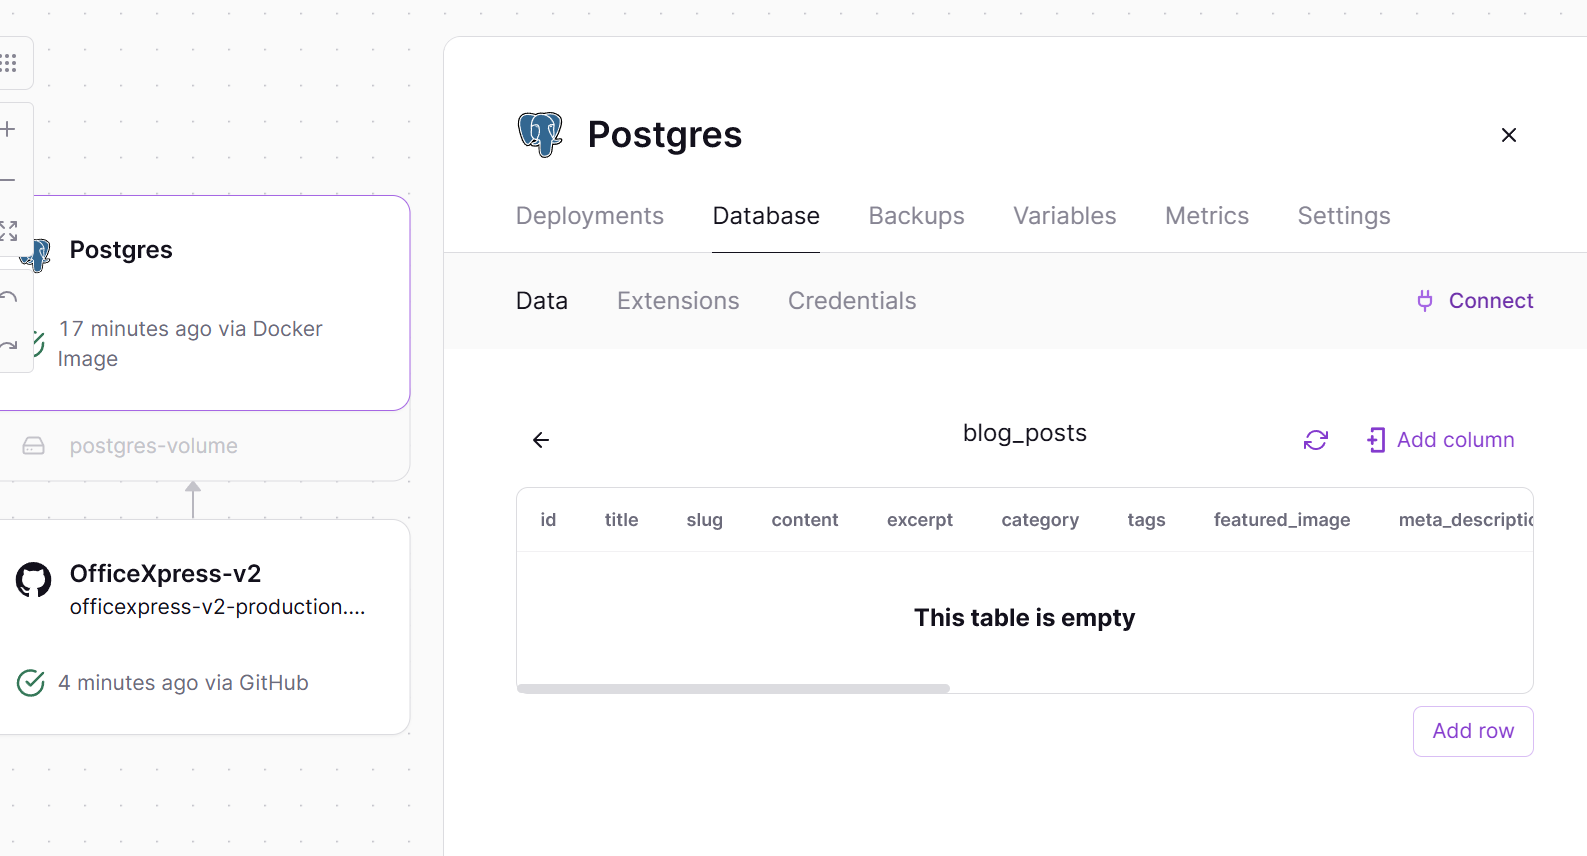 Postgres
17 minutes ago via Docker
Image
postgres-volume
OfficeXpress-v2
officexpress-v2-production....
4 minutes ago via GitHub
Postgres
Deployments Database Backups Variables Metrics Settings
Data Extensions Credentials Connect
blog_posts Add column
id title slug content excerpt category tags featured_image meta_descriptio
This table is empty
Add row